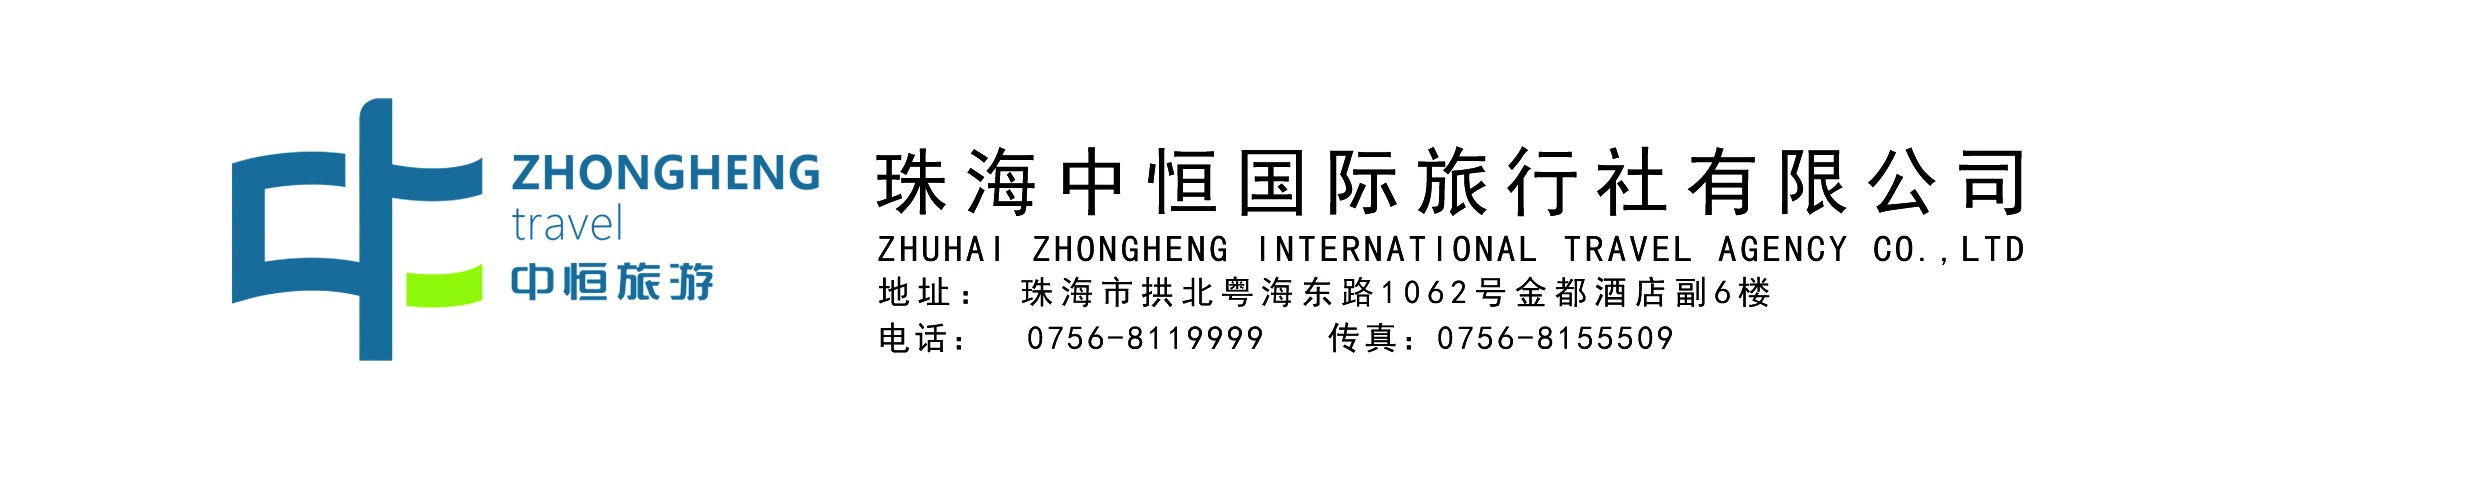 ZHONGHENG
travel
中恒旅游
珠海中恒国际旅行社有限公司
ZHUHAI ZHONGHENG INTERNATIONAL TRAVEL AGENCY CO.,LTD
地址： 珠海市拱北粤海东路1062号金都酒店副6楼
电话： 0756-8119999 传真：0756-8155509